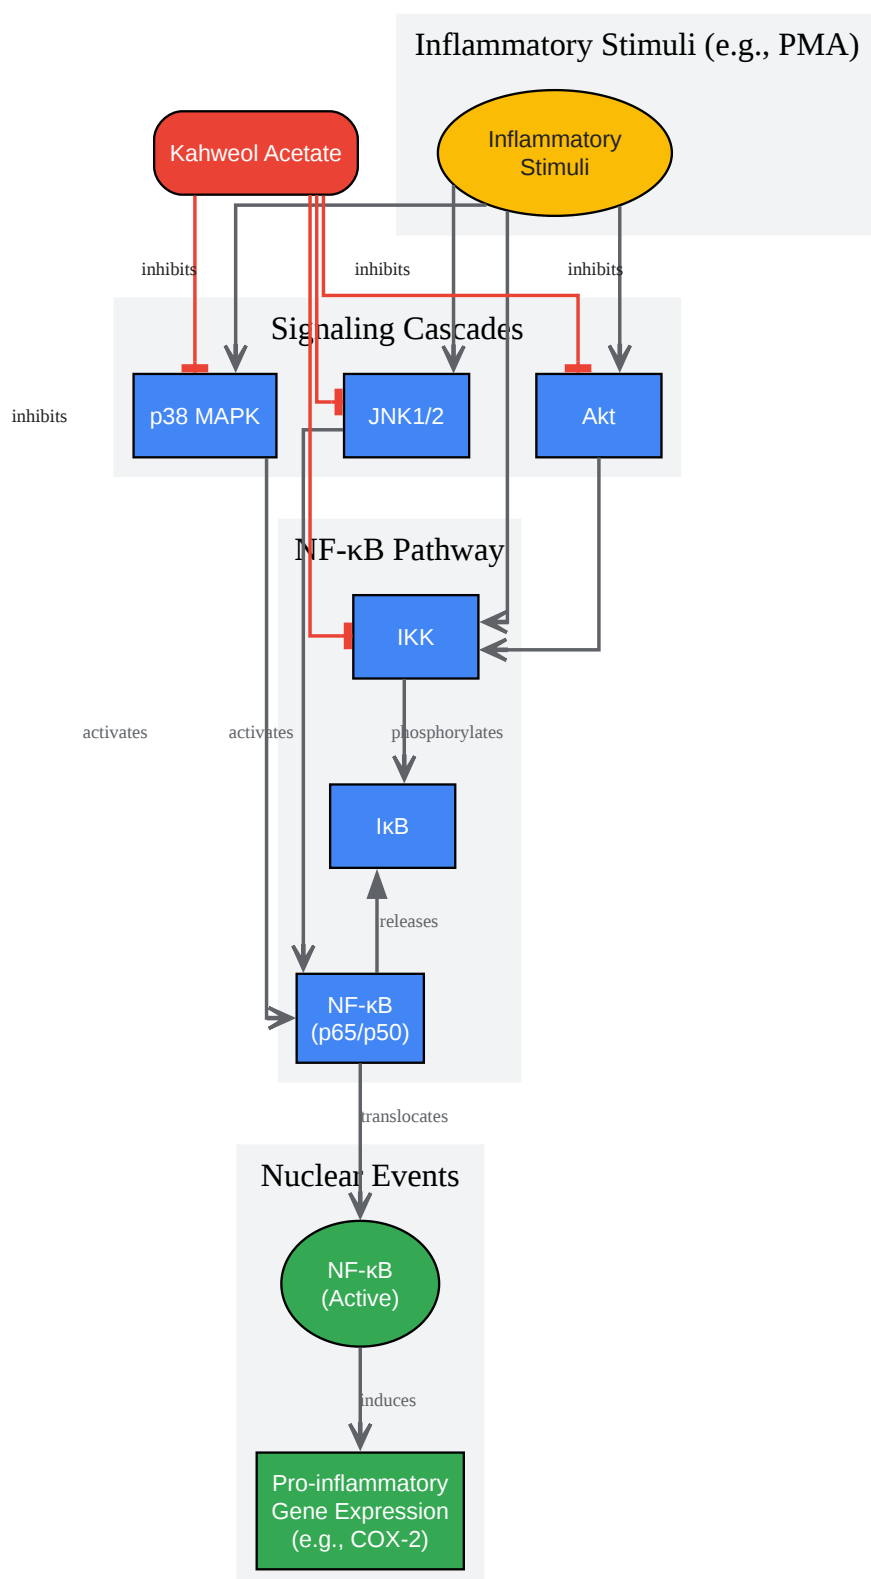 Inflammatory Stimuli (e.g., PMA)
Kahweol Acetate
Inflammatory
Stimuli
inhibits
inhibits
inhibits
Signaling Cascades
p38 MAPK
JNK1/2
Akt
inhibits
NF-κB Pathway
IKK
activates
activates
phosphorylates
IκB
releases
NF-κB
(p65/p50)
translocates
Nuclear Events
NF-κB
(Active)
induces
Pro-inflammatory
Gene Expression
(e.g., COX-2)